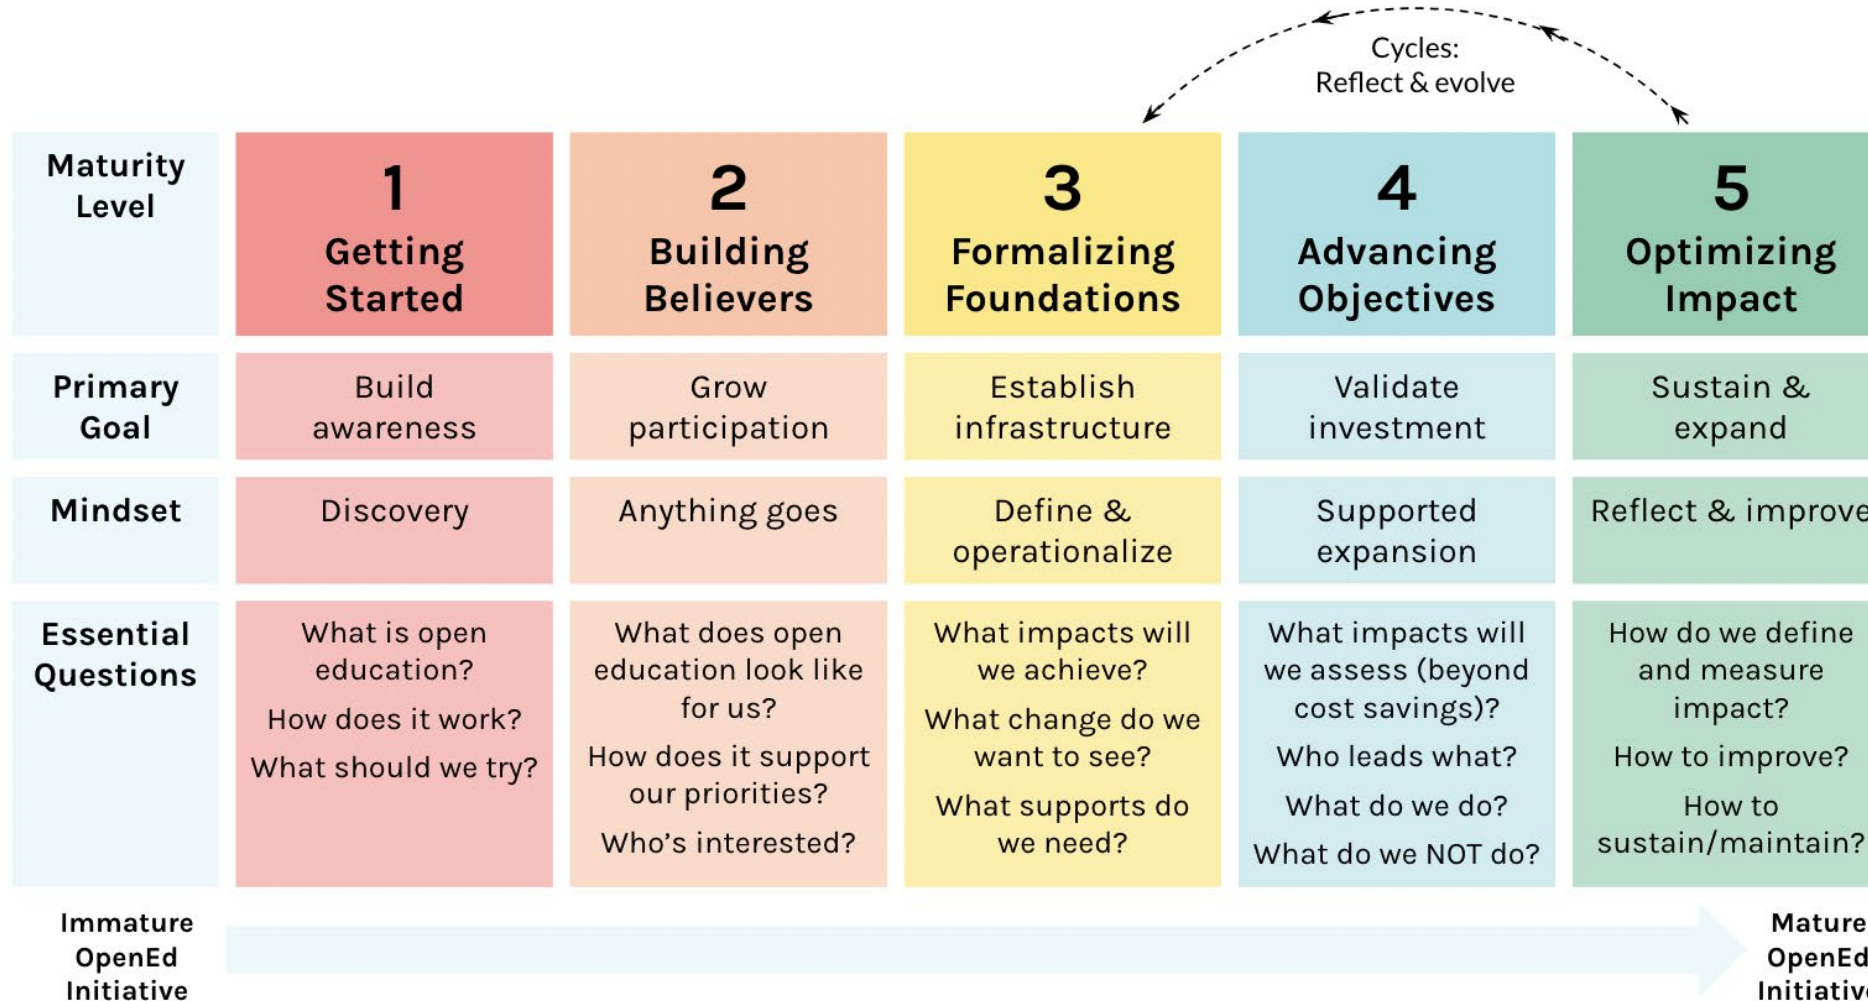 Cycles:
Reflect & evolve
Maturity
Level
1
Getting
Started
2
Building
Believers
3
Formalizing
Foundations
4
Advancing
Objectives
5
Optimizing
Impact
Primary
Goal
Build
awareness
Grow
participation
Establish
infrastructure
Validate
investment
Sustain &
expand
Mindset
Discovery
Anything goes
Define &
operationalize
Supported
expansion
Reflect & improve
Essential
Questions
What is open
education?
How does it work?
What should we try?
What does open
education look like
for us?
How does it support
our priorities?
Who’s interested?
What impacts will
we achieve?
What change do we
want to see?
What supports do
we need?
What impacts will
we assess (beyond
cost savings)?
Who leads what?
What do we do?
What do we NOT do?
How do we define
and measure
impact?
How to improve?
How to
sustain/maintain?
Immature
OpenEd
Initiative
Mature
OpenEd
Initiative